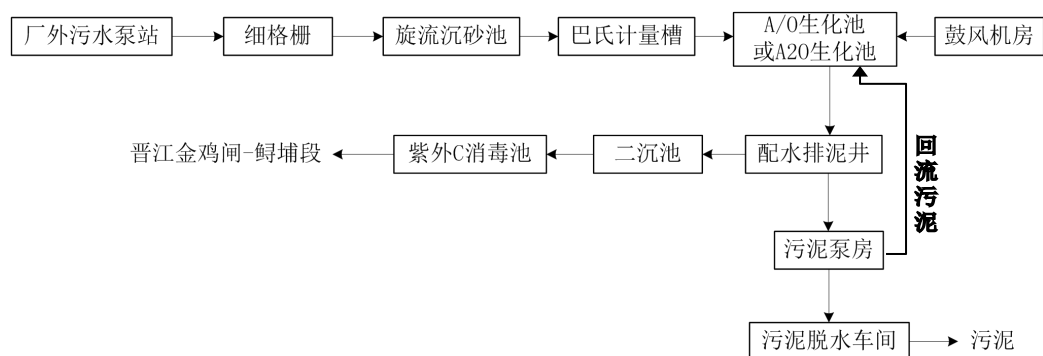 厂外污水泵站
细格栅
旋流沉砂池
巴氏计量槽
A/O生化池
或A2O生化池
鼓风机房
晋江金鸡闸-鲟埔段
紫外C消毒池
二沉池
配水排泥井
回流污泥
污泥泵房
污泥脱水车间
污泥